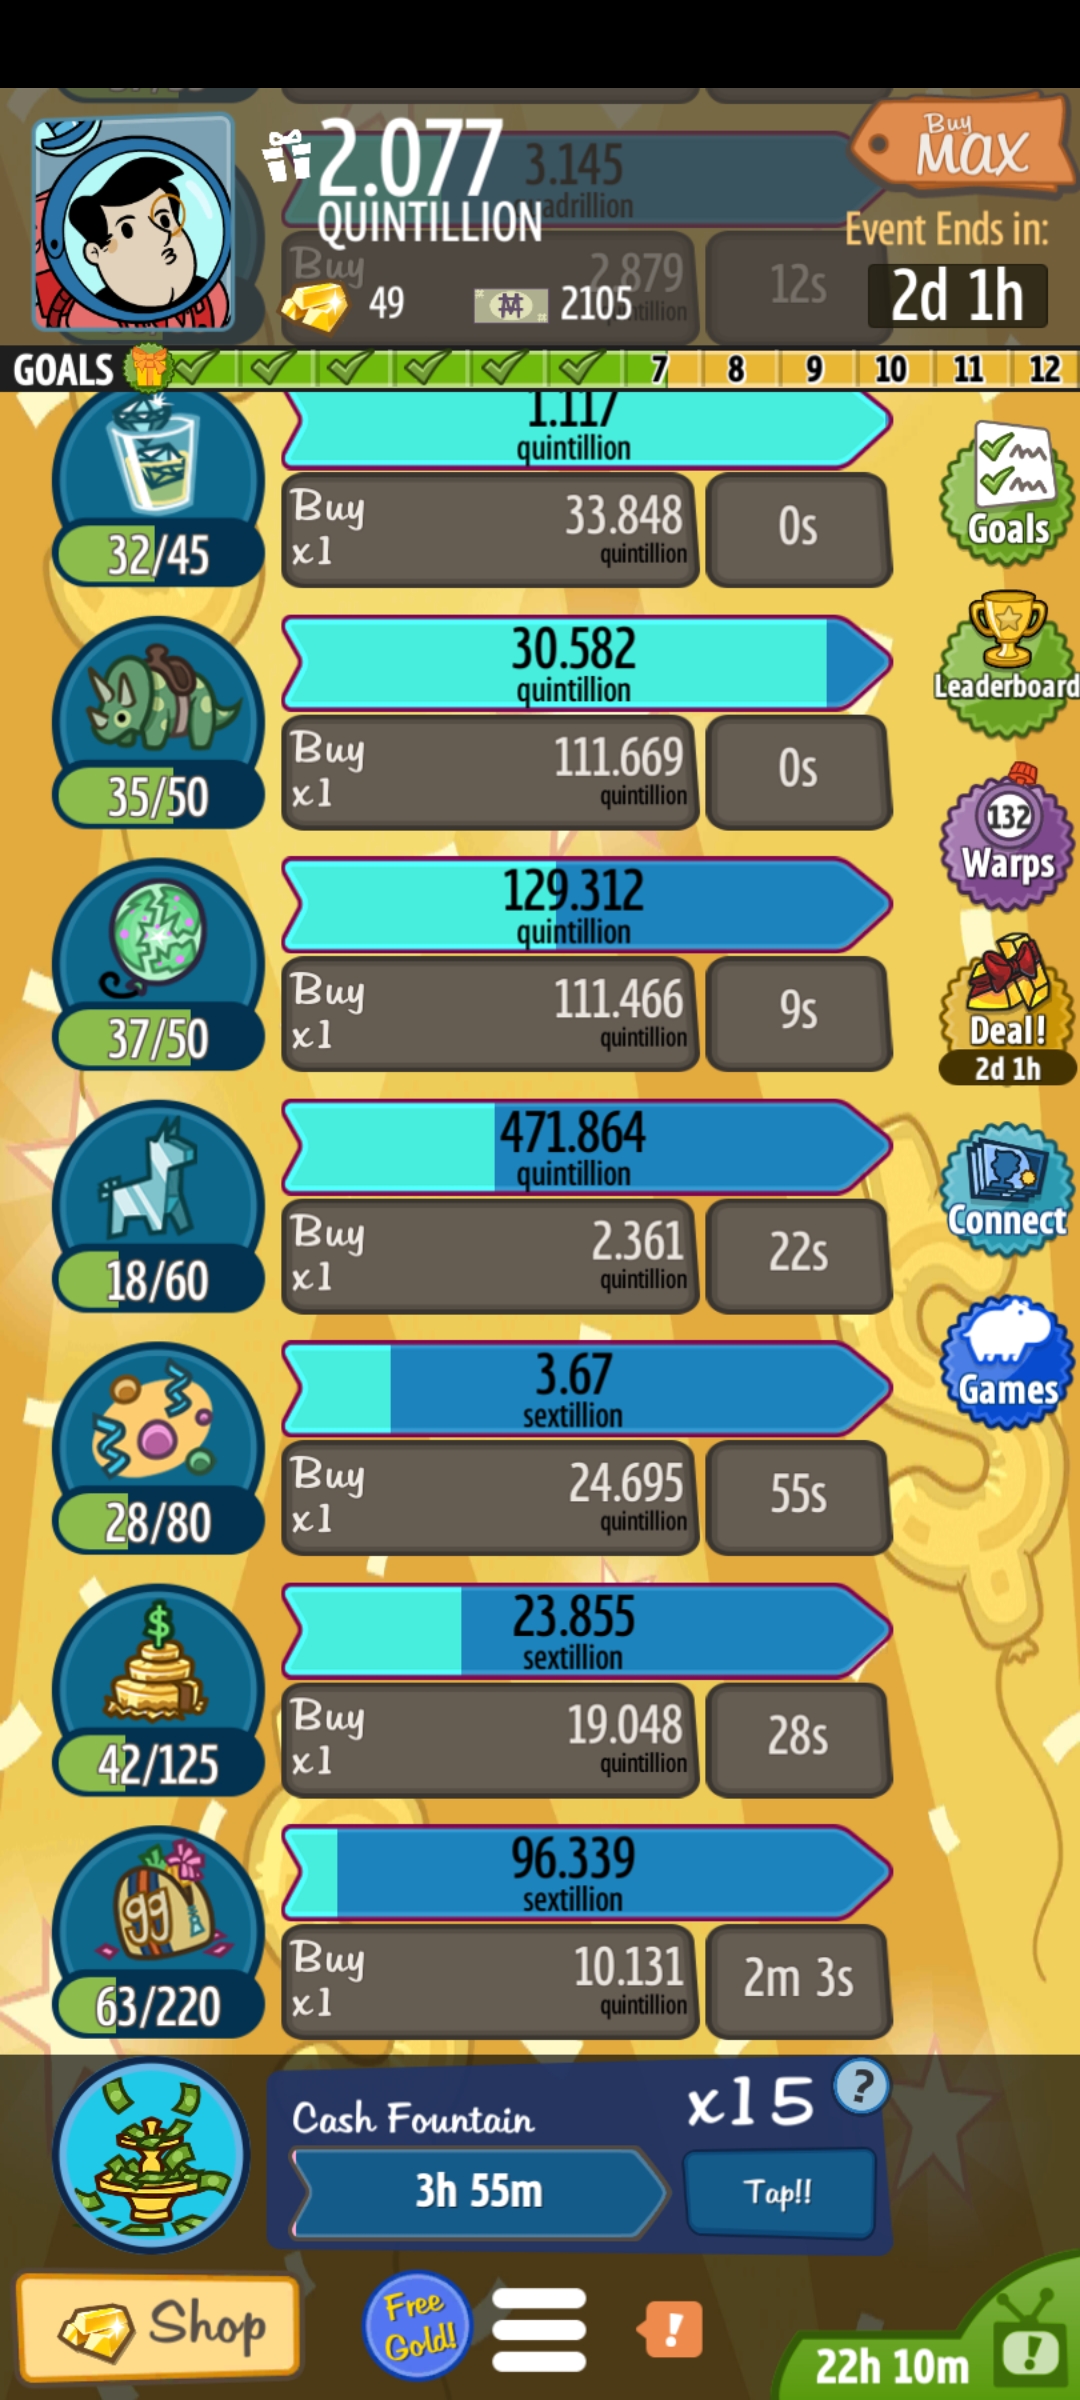 2.077
QUINTILLION
3.145
Buy
MAX
Event Ends in:
2d 1h
Buy
2,879
12s
49
2105
GOALS
7
8
9
10
11
12
1.117
quintillion
32/45
Buy
x1
33.848
quintillion
0s
Goals
30.582
quintillion
35/50
Buy
x1
111.669
quintillion
0s
Leaderboard
129.312
quintillion
37/50
Buy
x1
111.466
quintillion
9s
132
Warps
Deal!
2d 1h
471.864
quintillion
18/60
Buy
x1
2.361
quintillion
22s
Connect
3.67
sextillion
28/80
Buy
x1
24.695
quintillion
55s
Games
$
23.855
sextillion
42/125
Buy
x1
19.048
quintillion
28s
99
96.339
sextillion
63/220
Buy
x1
10.131
quintillion
2m 3s
Cash Fountain
x15
?
3h 55m
Tap!!
Shop
Free
Gold!
!
22h 10m
!